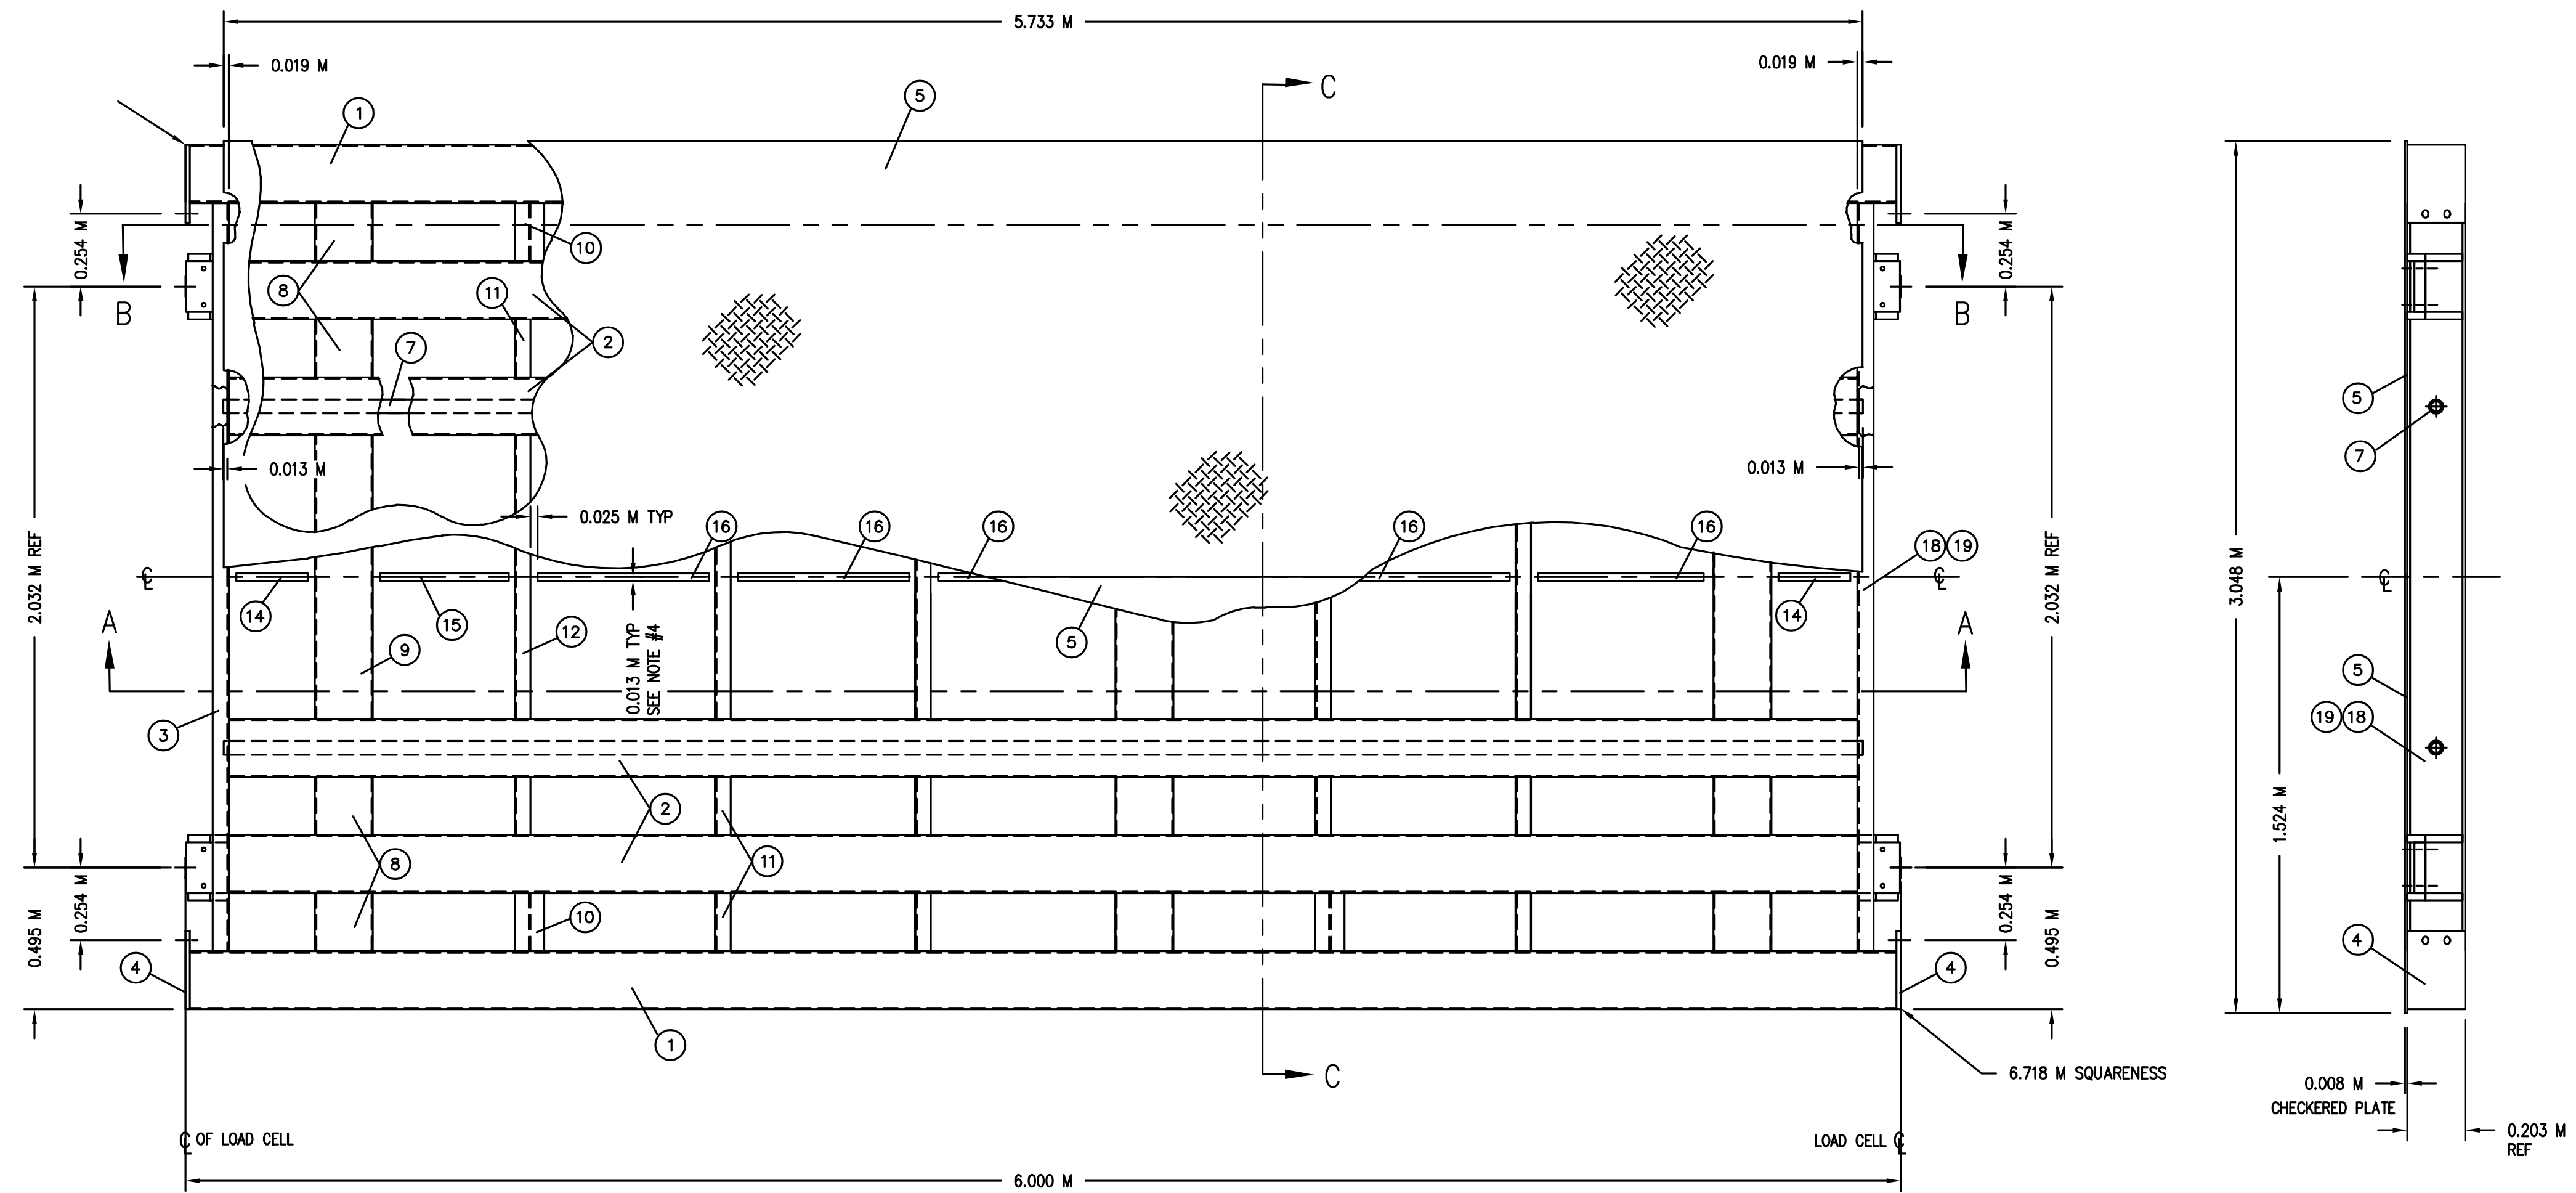 5.733 M
0.019 M
0.019 M
C
1
5
0.254 M
10
0.254 M
B
8
11
2
B
7
5
7
0.013 M
0.013 M
0.025 M TYP
16
16
16
16
16
18 19
2.032 M REF
2.032 M REF
3.048 M
℄
℄
℄
14
15
12
5
14
A
A
9
0.013 M TYP
SEE NOTE #4
5
3
19 18
1.524 M
2
8
11
0.254 M
0.495 M
10
0.254 M
0.495 M
4
4
4
1
C
6.718 M SQUARENESS
0.008 M
CHECKERED PLATE
℄ OF LOAD CELL
LOAD CELL ℄
0.203 M
REF
6.000 M